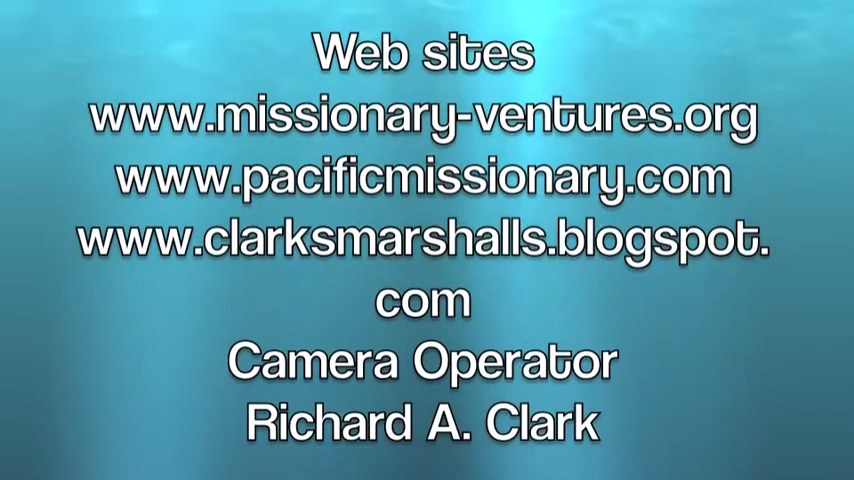 Web sites
www.missionary-ventures.org
www.pacificmissionary.com
www.clarksmarshalls.blogspot.
com
Camera Operator
Richard A. Clark